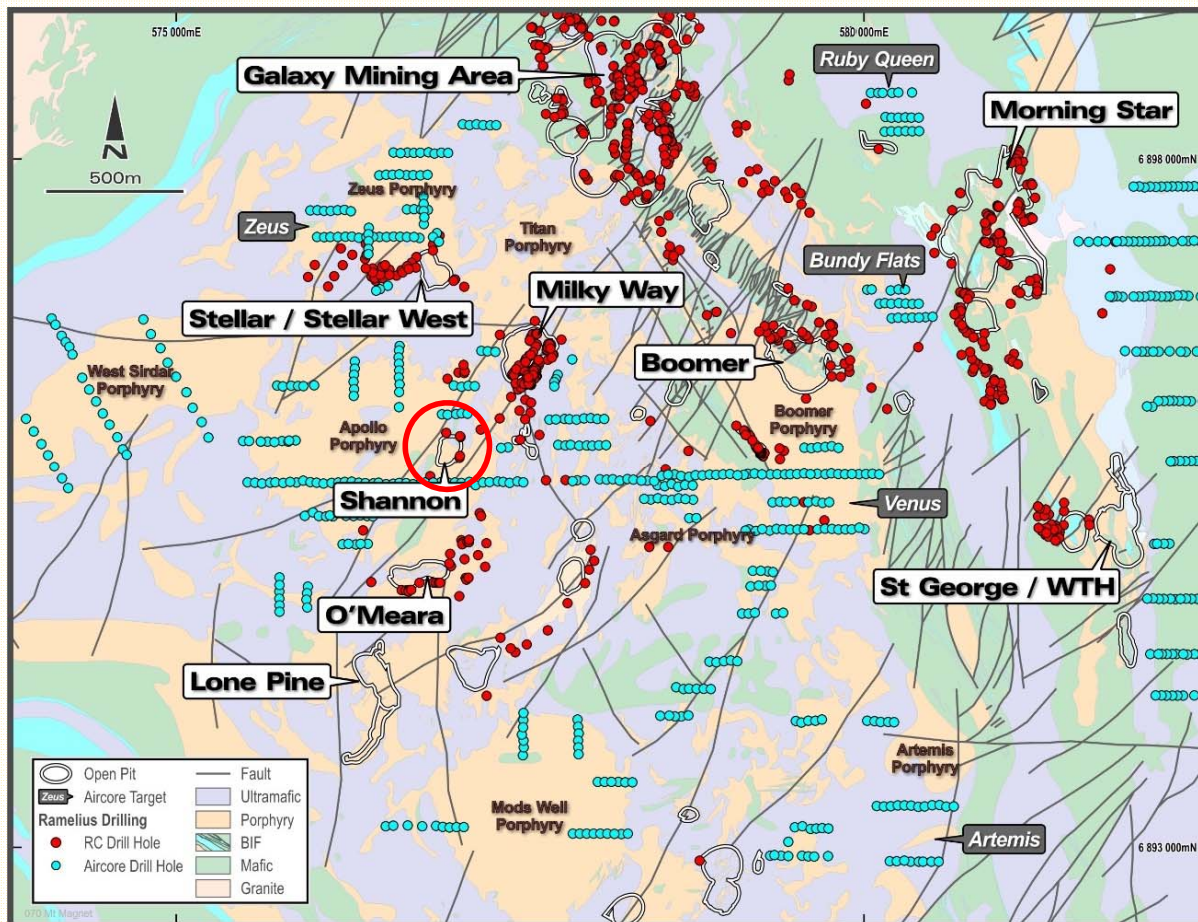 575 000mE
580 000mE
Galaxy Mining Area
Ruby Queen
Morning Star
N
500m
6 898 000mN
Zeus Porphyry
Zeus
Titan
Porphyry
Bundy Flats
Milky Way
Stellar / Stellar West
Boomer
West Sirdar
Porphyry
Apollo
Porphyry
Boomer
Porphyry
Shannon
Venus
Asgard Porphyry
St George / WTH
O'Meara
Lone Pine
Artemis
Porphyry
Mods Well
Porphyry
Artemis
6 893 000mN
Open Pit
Fault
Zeus
Aircore Target
Ultramafic
Ramelius Drilling
Porphyry
RC Drill Hole
BIF
Aircore Drill Hole
Mafic
Granite
070 Mt Magnet